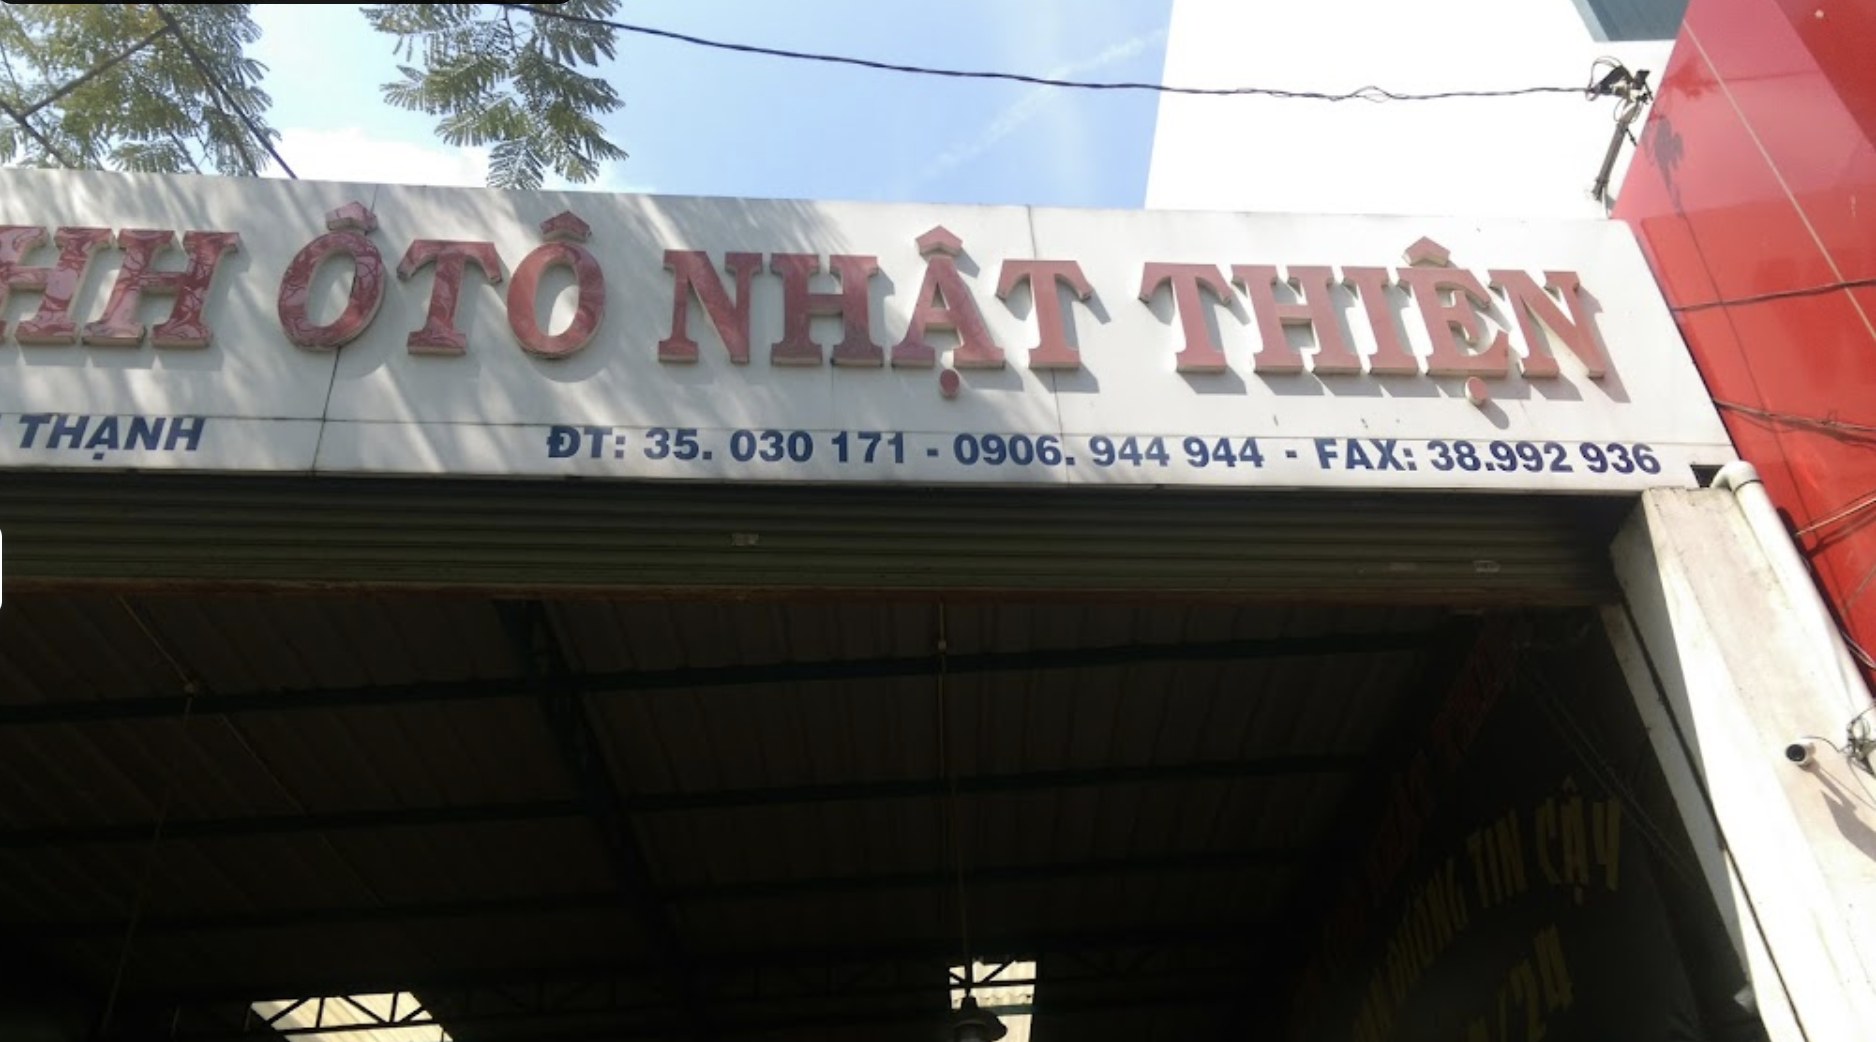 HH ÔTÔ NHẬT THIỆN
THẠNH ĐT: 35. 030 171 - 0906. 944 944 - FAX: 38.992 936
TIN CẬY